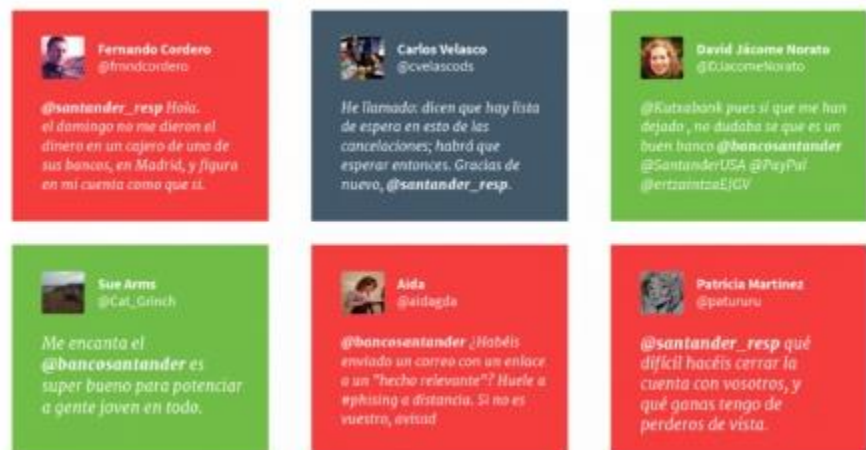 Fernando Cordero
@fmndcordero
@santander_resp Hola.
el domingo no me dieron el
dinero en un cajero de uno de
sus bancos, en Madrid, y figura
en mi cuenta como que si.
Carlos Velasco
@cvelascods
He llamado: dicen que hay lista
de espera en esto de las
cancelaciones; habrá que
esperar entonces. Gracias de
nuevo, @santander_resp.
David Jácome Norato
@DJacomeNorato
@Kutxabank pues si que me han
dejado , no dudaba se que es un
buen banco @bancosantander
@SantanderUSA @PayPal
@ertzaintzaEJGV
Sue Arms
@Cat_Grinch
Me encanta el
@bancosantander es
super bueno para potenciar
a gente joven en todo.
Aida
@aidagda
@bancosantander ¿Habéis
enviado un correo con un enlace
a un "hecho relevante"? Huele a
#phising a distancia. Si no es
vuestro, avisad
Patricia Martinez
@patururu
@santander_resp qué
difícil hacéis cerrar la
cuenta con vosotros, y
qué ganas tengo de
perderos de vista.